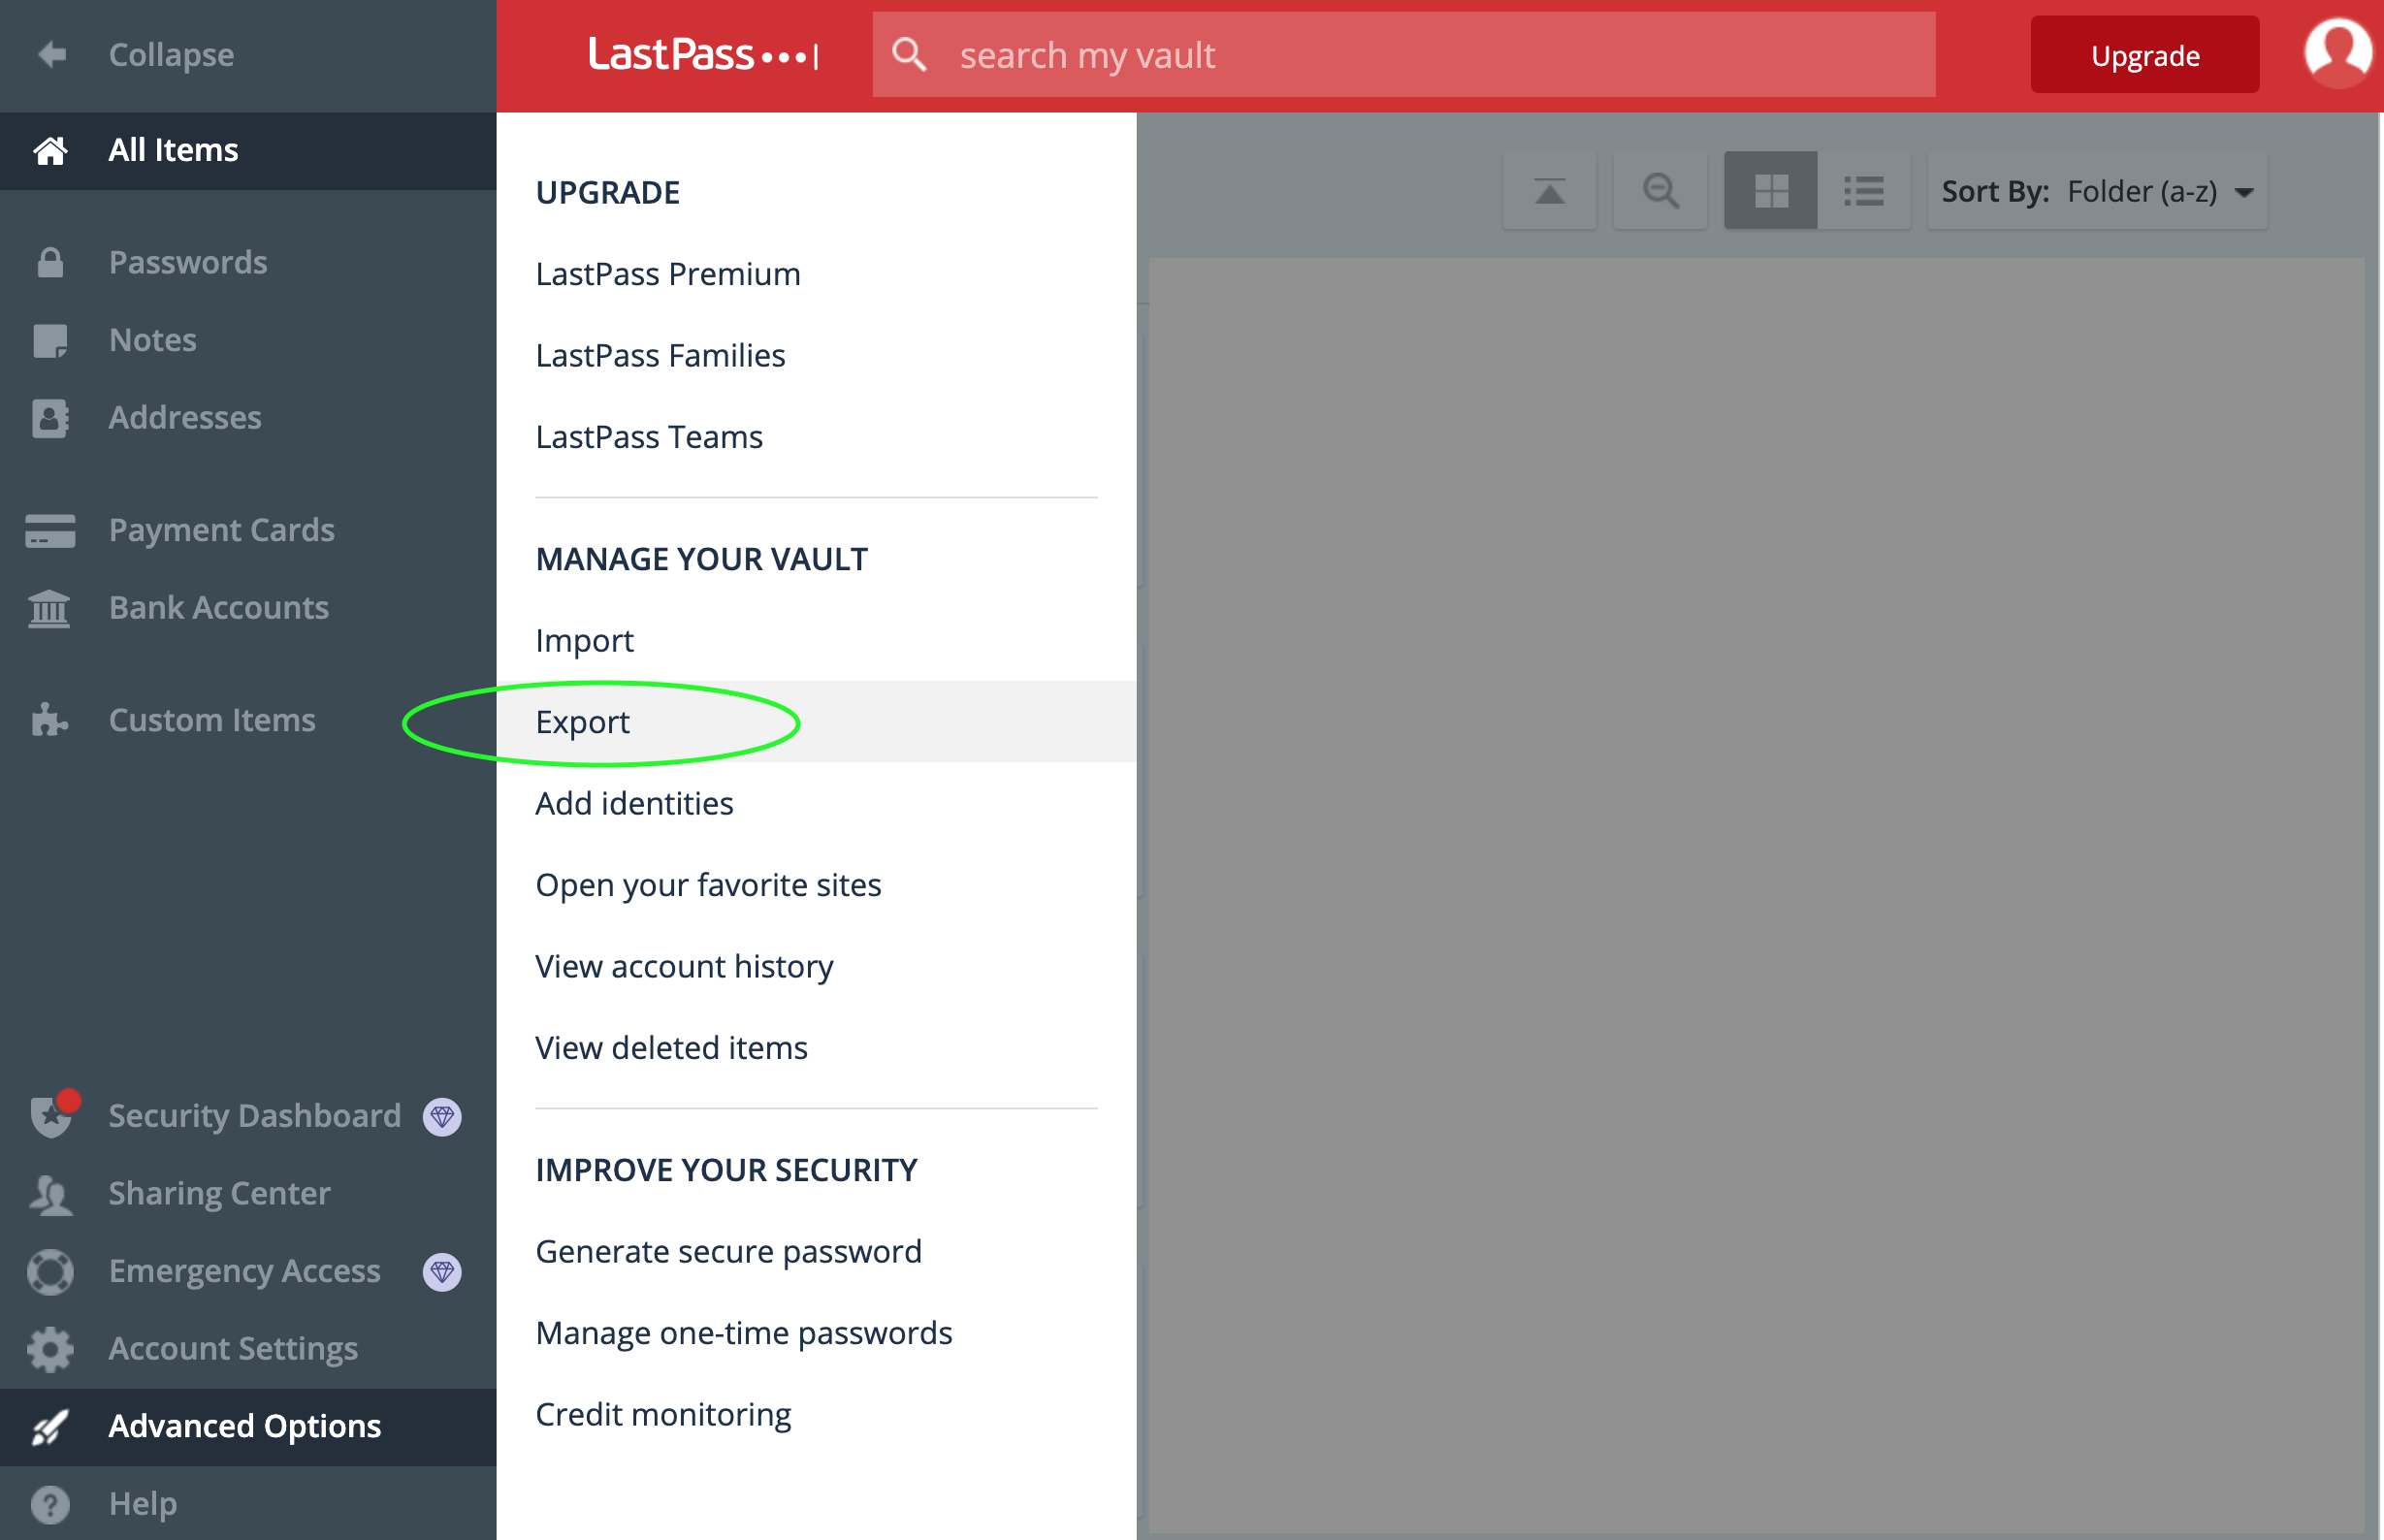 Collapse
All Items
Passwords
Notes
Addresses
Payment Cards
Bank Accounts
Custom Items
Security Dashboard
Sharing Center
Emergency Access
Account Settings
Advanced Options
Help
LastPass
search my vault
Upgrade
UPGRADE
LastPass Premium
LastPass Families
LastPass Teams
MANAGE YOUR VAULT
Import
Export
Add identities
Open your favorite sites
View account history
View deleted items
IMPROVE YOUR SECURITY
Generate secure password
Manage one-time passwords
Credit monitoring
Sort By: Folder (a-z)